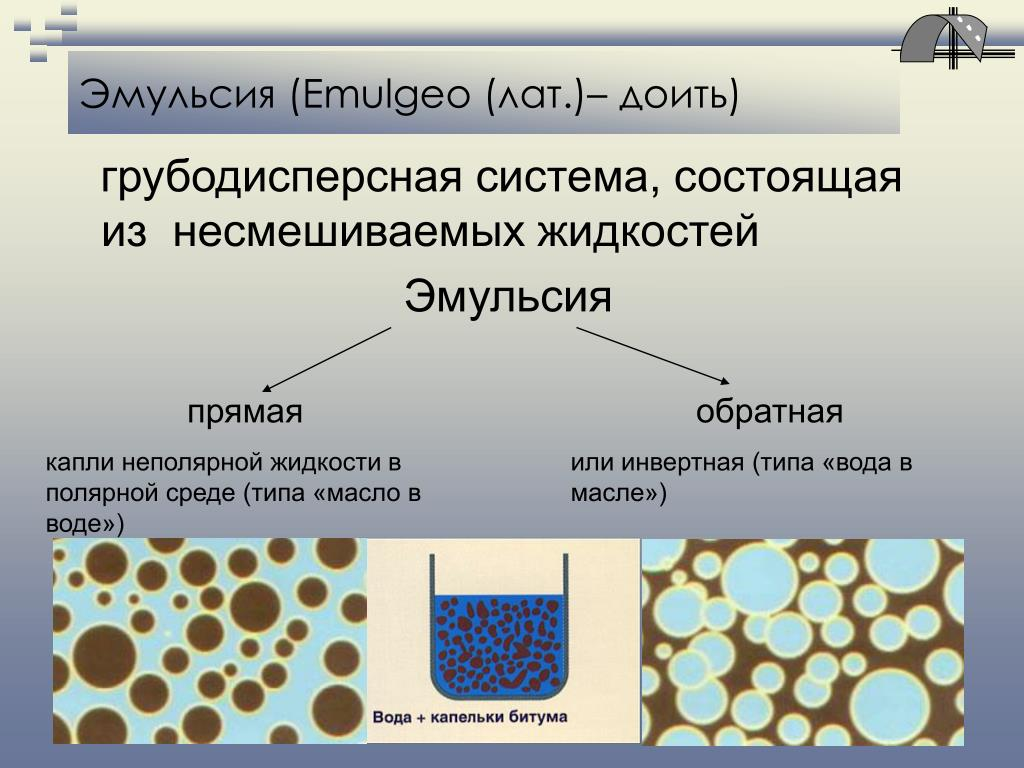 Эмульсия (Emulgeo (лат.)– доить)
грубодисперсная система, состоящая
из несмешиваемых жидкостей
Эмульсия
прямая
капли неполярной жидкости в
полярной среде (типа «масло в
воде»)
обратная
или инвертная (типа «вода в
масле»)
Вода + капельки битума